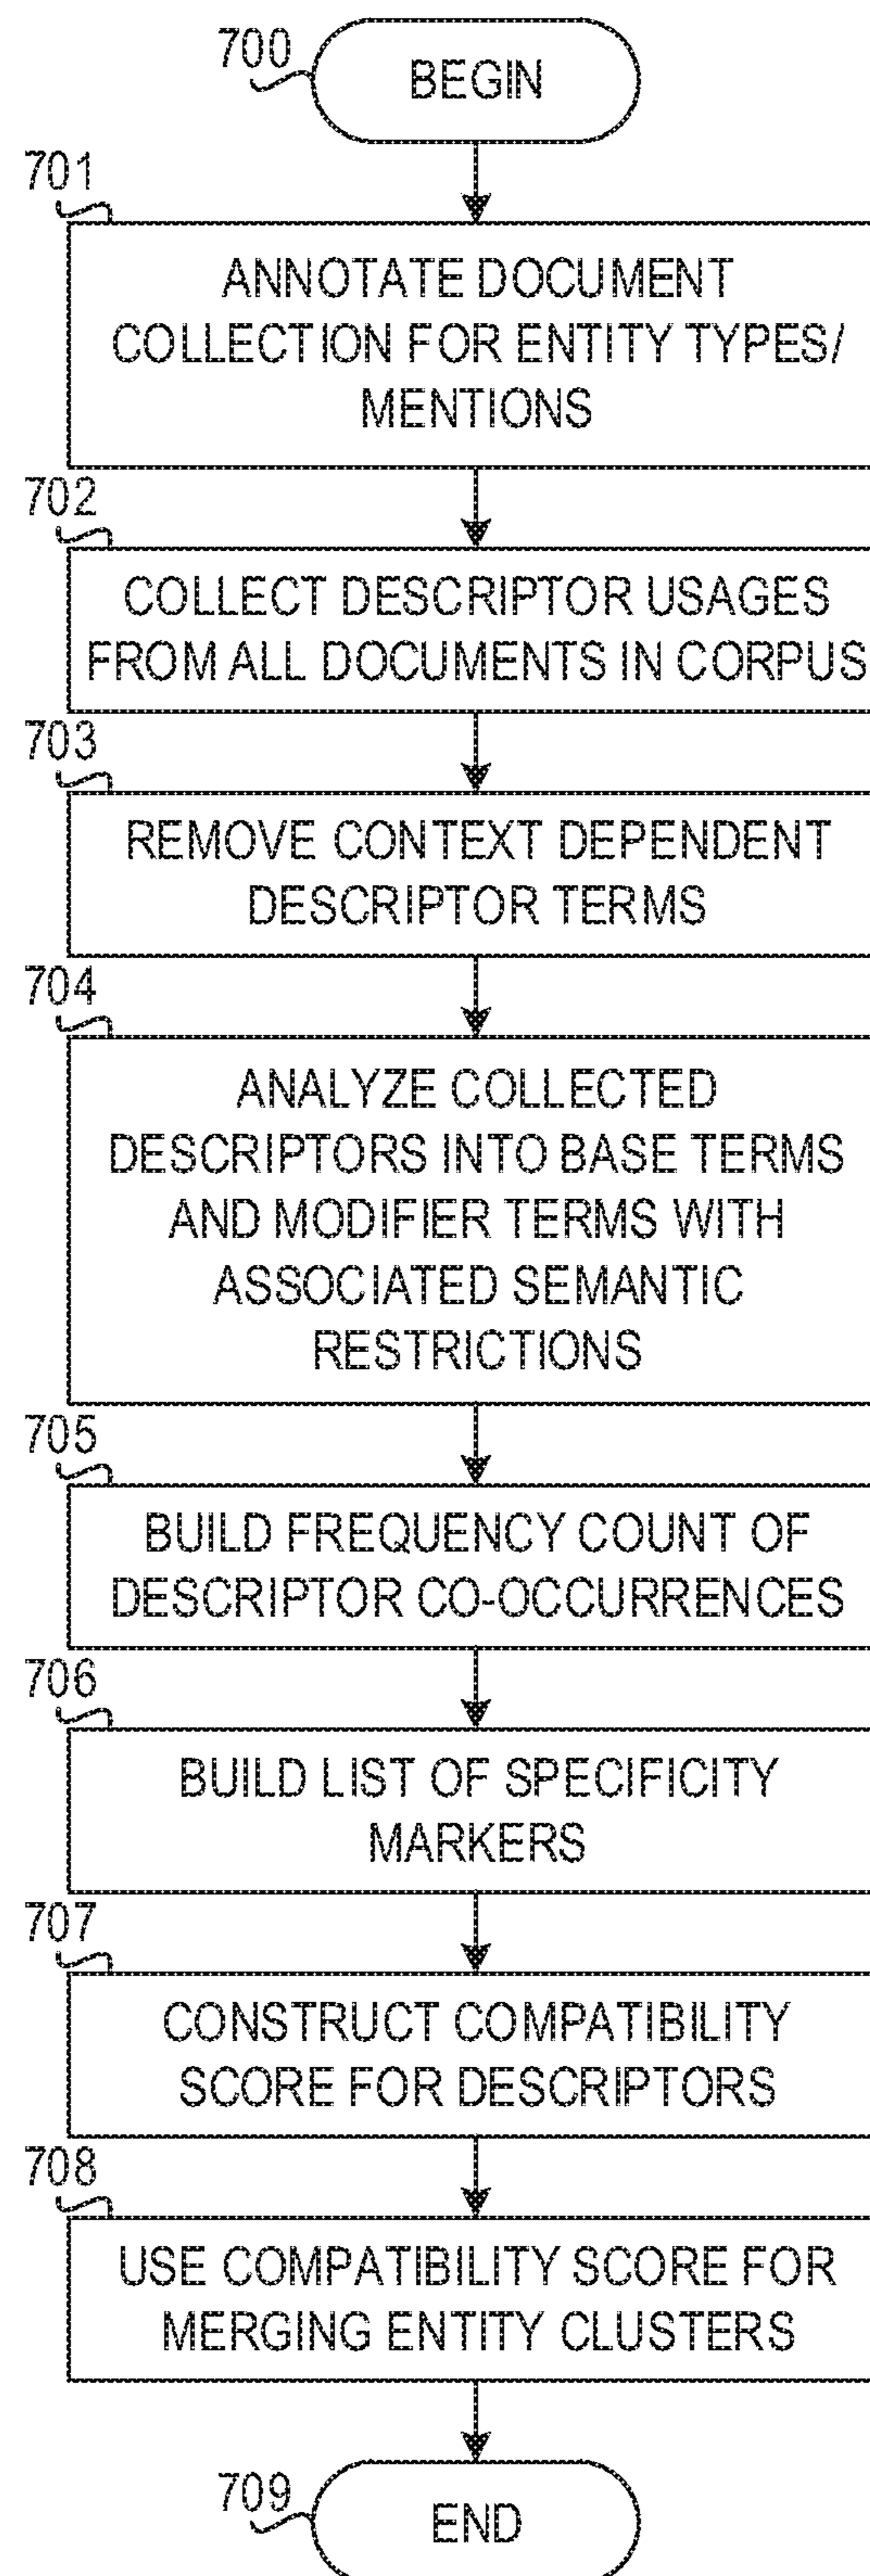 700
BEGIN
701
ANNOTATE DOCUMENT
COLLECTION FOR ENTITY TYPES/
MENTIONS
702
COLLECT DESCRIPTOR USAGES
FROM ALL DOCUMENTS IN CORPUS
703
REMOVE CONTEXT DEPENDENT
DESCRIPTOR TERMS
704
ANALYZE COLLECTED
DESCRIPTORS INTO BASE TERMS
AND MODIFIER TERMS WITH
ASSOCIATED SEMANTIC
RESTRICTIONS
705
BUILD FREQUENCY COUNT OF
DESCRIPTOR CO-OCCURRENCES
706
BUILD LIST OF SPECIFICITY
MARKERS
707
CONSTRUCT COMPATIBILITY
SCORE FOR DESCRIPTORS
708
USE COMPATIBILITY SCORE FOR
MERGING ENTITY CLUSTERS
709
END